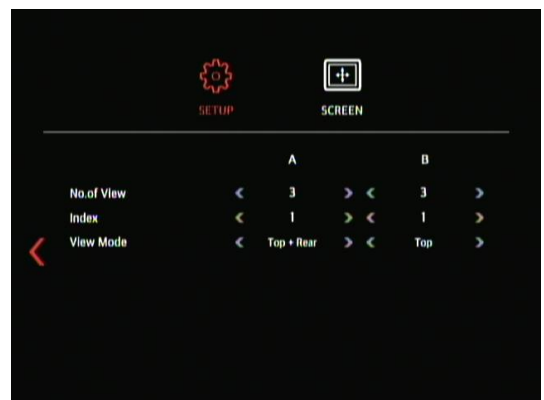 SETUP SCREEN
A B
No.of View 3 3
Index 1 1
View Mode Top + Rear Top